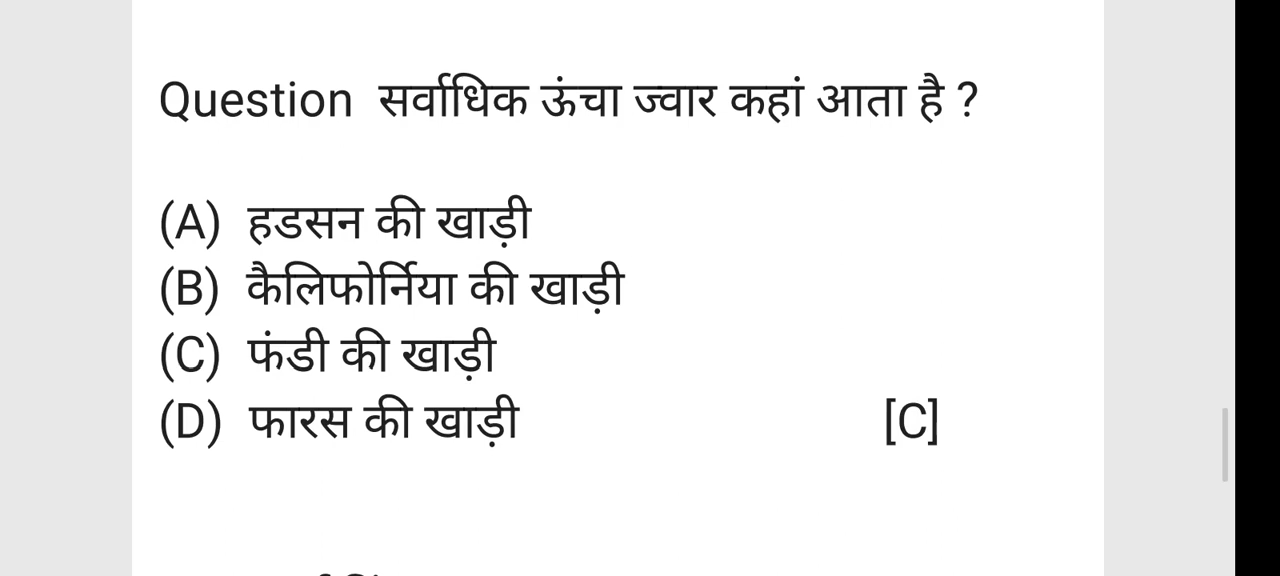 Question सर्वाधिक ऊंचा ज्वार कहां आता है ?
(A) हडसन की खाड़ी
(B) कैलिफोर्निया की खाड़ी
(C) फंडी की खाड़ी
(D) फारस की खाड़ी [C]